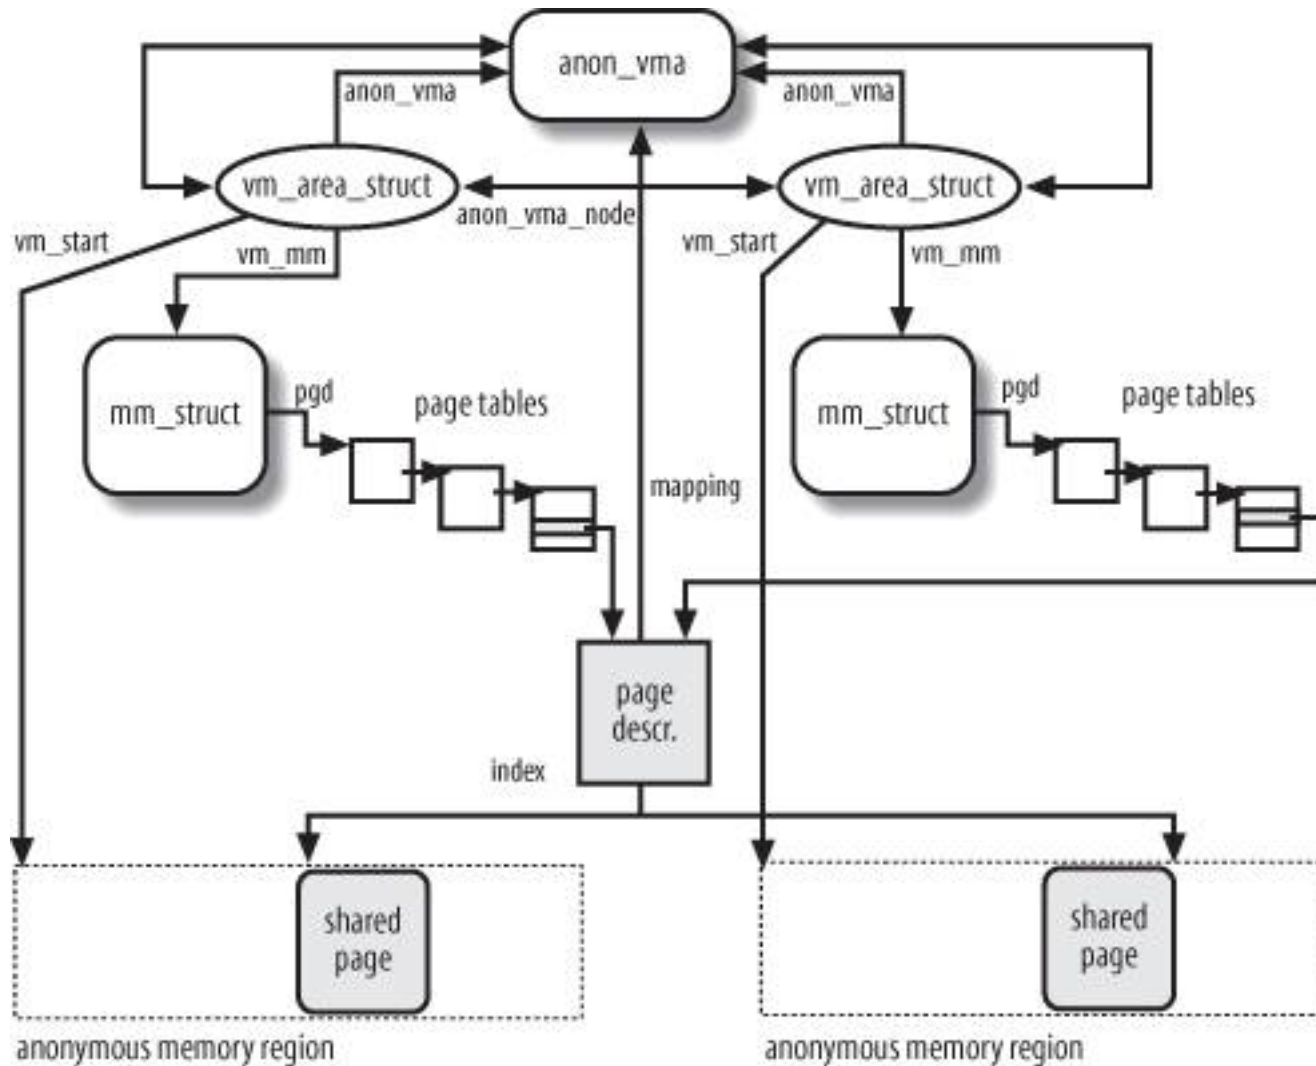 anon_vma
anon_vma
anon_vma
vm_area_struct
vm_area_struct
anon_vma_node
vm_start
vm_mm
vm_start
vm_mm
mm_struct
pgd
page tables
mm_struct
pgd
page tables
mapping
page
descr.
index
shared
page
shared
page
anonymous memory region
anonymous memory region